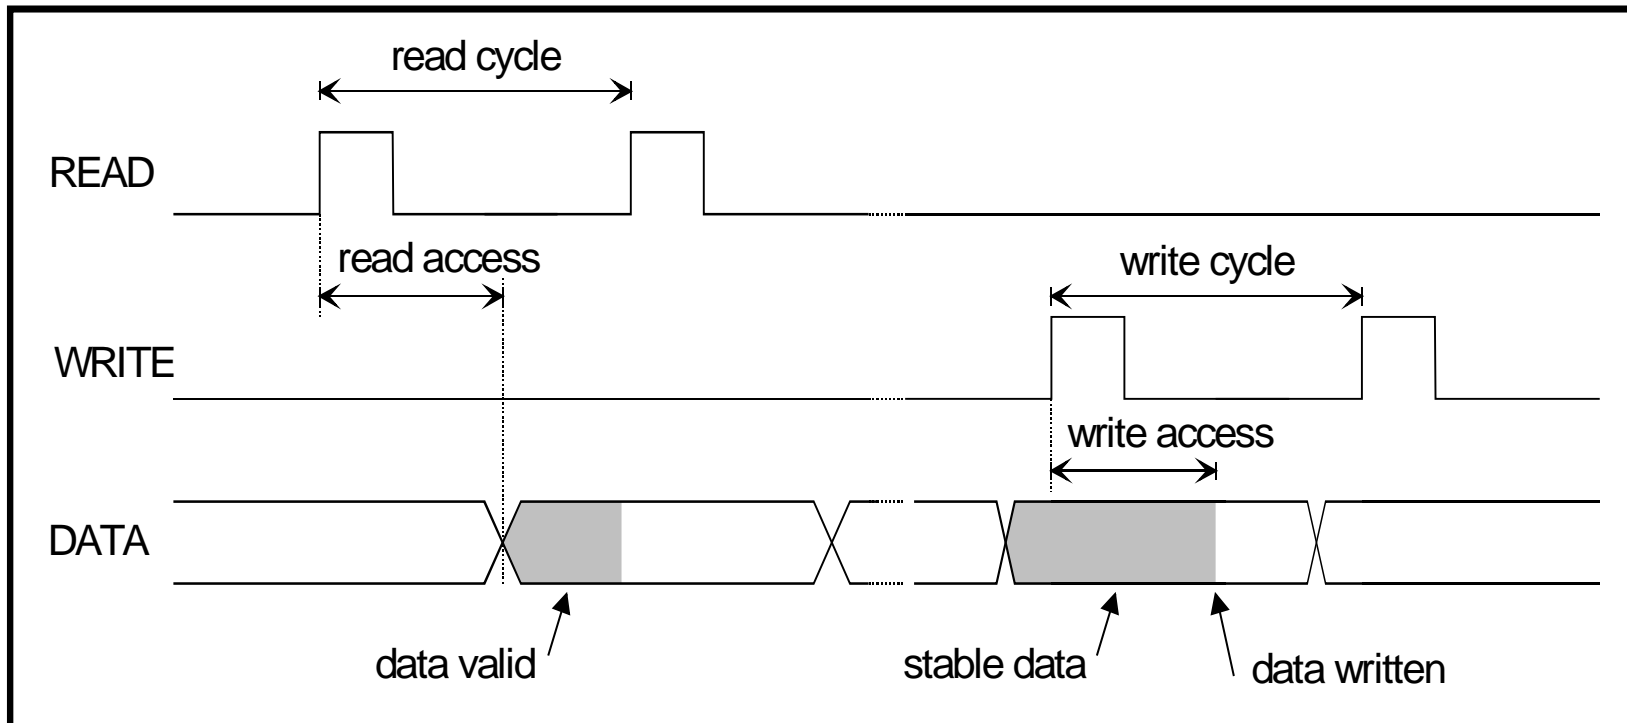 read cycle
READ
read access
write cycle
WRITE
write access
DATA
data valid
stable data
data written